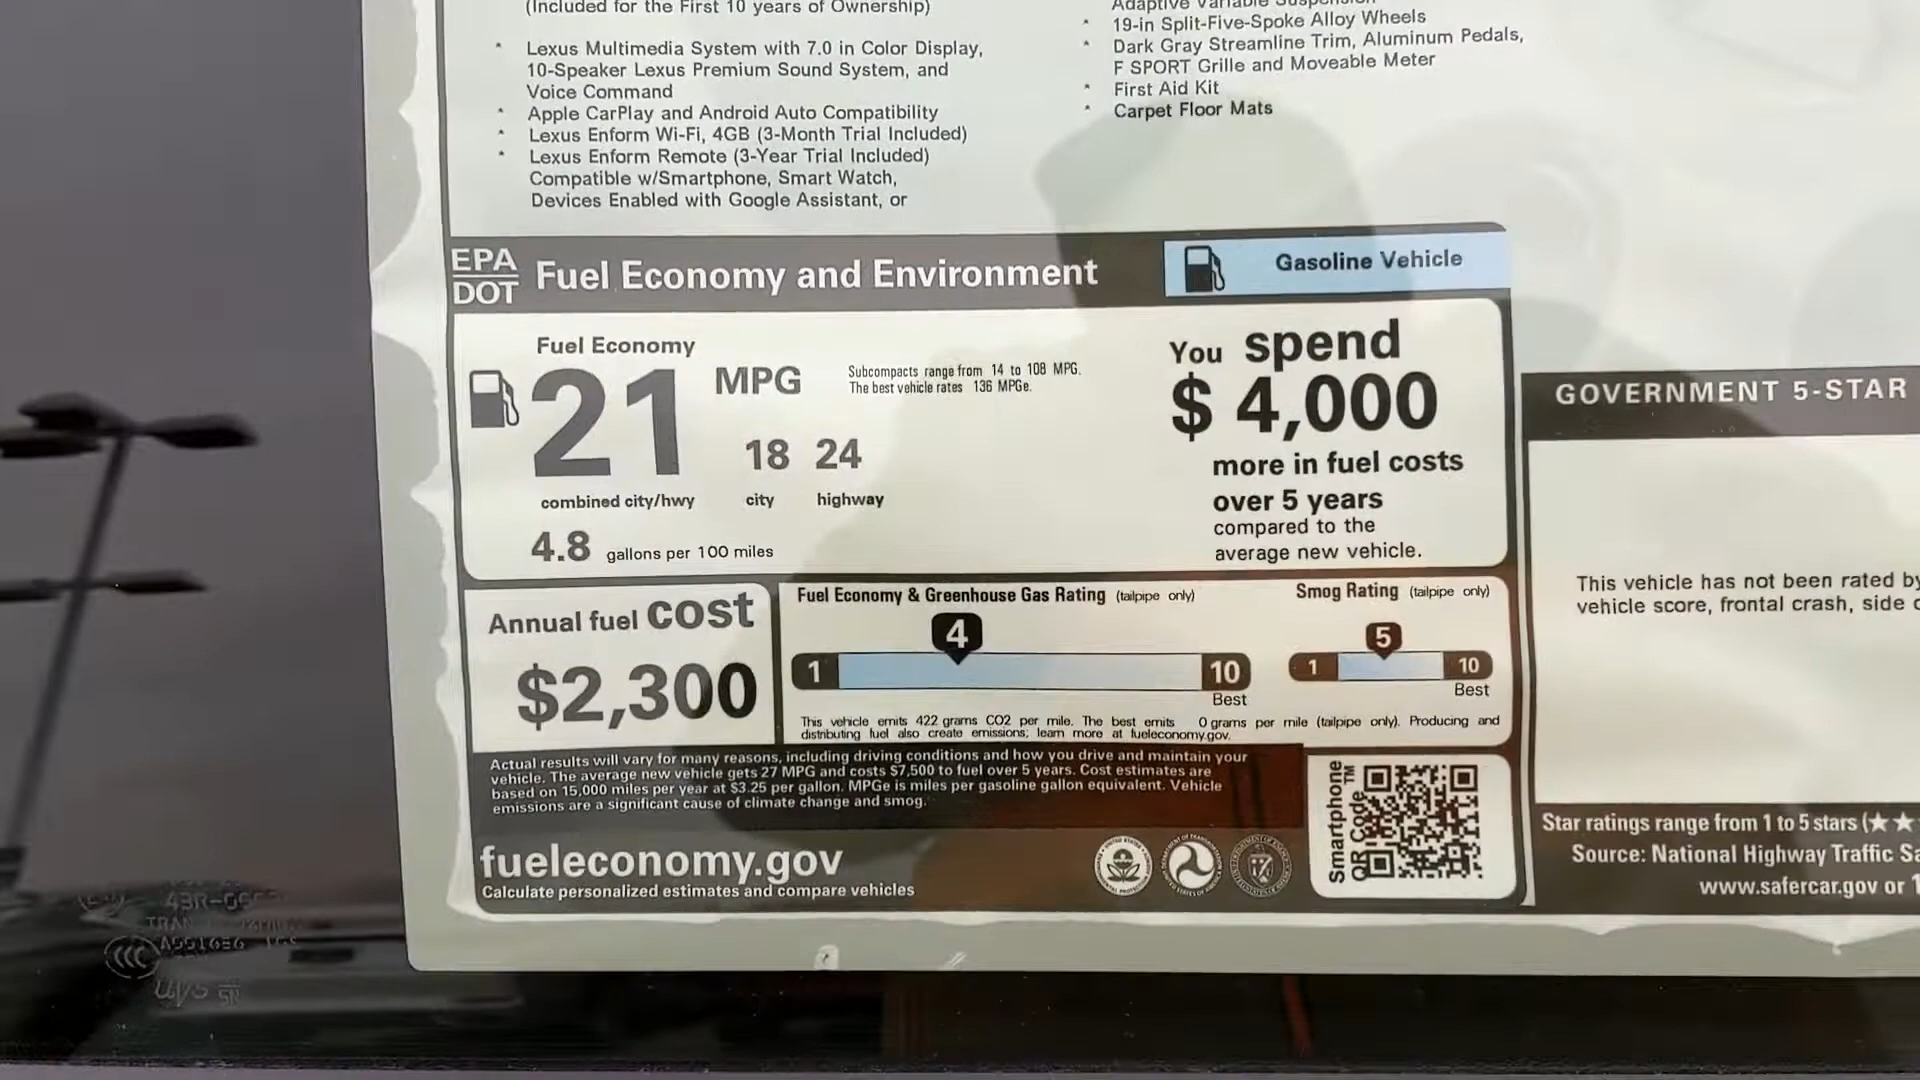 (Included for the First 10 years of Ownership)
Lexus Multimedia System with 7.0 in Color Display,
10-Speaker Lexus Premium Sound System, and
Voice Command
Apple CarPlay and Android Auto Compatibility
Lexus Enform Wi-Fi, 4GB (3-Month Trial Included)
Lexus Enform Remote (3-Year Trial Included)
Compatible w/Smartphone, Smart Watch,
Devices Enabled with Google Assistant, or
Adaptive Variable Suspension
19-in Split-Five-Spoke Alloy Wheels
Dark Gray Streamline Trim, Aluminum Pedals,
F SPORT Grille and Moveable Meter
First Aid Kit
Carpet Floor Mats
EPA
DOT
Fuel Economy and Environment
Gasoline Vehicle
Fuel Economy
21
MPG
Subcompacts range from 14 to 108 MPG.
The best vehicle rates 136 MPGe.
18 24
combined city/hwy city highway
4.8 gallons per 100 miles
You spend
$ 4,000
more in fuel costs
over 5 years
compared to the
average new vehicle.
Annual fuel cost
$2,300
Fuel Economy & Greenhouse Gas Rating (tailpipe only)
4
1 10
Best
Smog Rating (tailpipe only)
5
1 10
Best
This vehicle emits 422 grams CO2 per mile. The best emits 0 grams per mile (tailpipe only). Producing and
distributing fuel also create emissions; learn more at fueleconomy.gov.
Actual results will vary for many reasons, including driving conditions and how you drive and maintain your
vehicle. The average new vehicle gets 27 MPG and costs $7,500 to fuel over 5 years. Cost estimates are
based on 15,000 miles per year at $3.25 per gallon. MPGe is miles per gasoline gallon equivalent. Vehicle
emissions are a significant cause of climate change and smog.
fueleconomy.gov
Calculate personalized estimates and compare vehicles
Smartphone
QR Code™
GOVERNMENT 5-STAR
This vehicle has not been rated by
vehicle score, frontal crash, side
Star ratings range from 1 to 5 stars (★★
Source: National Highway Traffic Sa
www.safercar.gov or 1
43R-